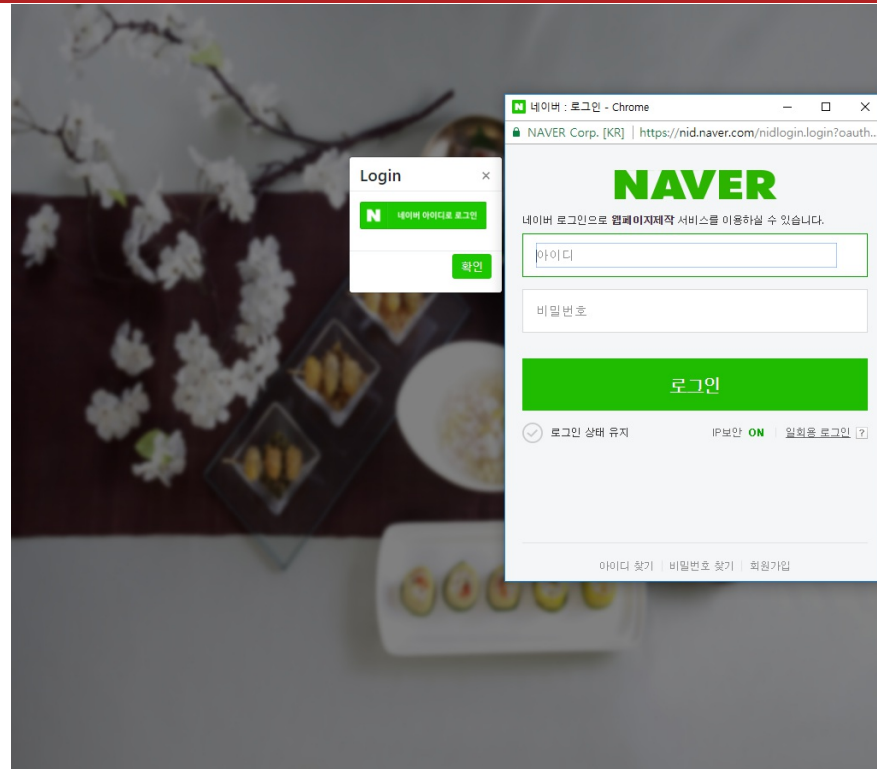 Login ×
N 네이버 아이디로 로그인
확인
N 네이버 : 로그인 - Chrome
NAVER Corp. [KR] | https://nid.naver.com/nidlogin.login?oauth...
NAVER
네이버 로그인으로 웹페이지제작 서비스를 이용하실 수 있습니다.
아이디
비밀번호
로그인
로그인 상태 유지 IP보안 ON 일회용 로그인 ?
아이디 찾기 비밀번호 찾기 회원가입